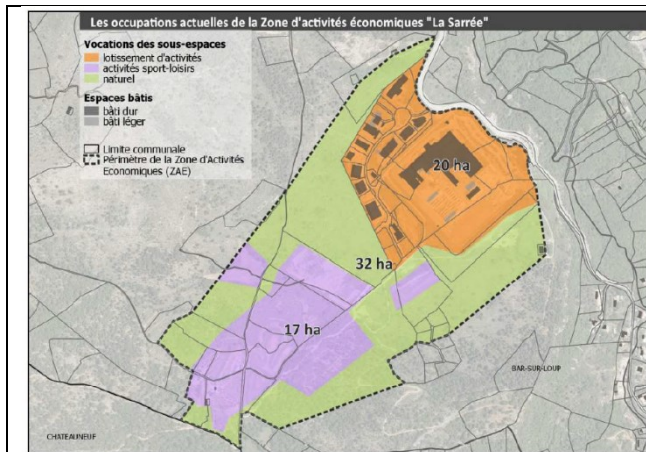 Les occupations actuelles de la Zone d'activités économiques "La Sarrée"
Vocations des sous-espaces
lotissement d'activités
activités sport-loisirs
naturel
Espaces bâtis
bâti dur
bâti léger
Limite communale
Périmètre de la Zone d'Activités
Economiques (ZAE)
20 ha
32 ha
17 ha
BAR-SUR-LOUP
CHATEAUNEUF